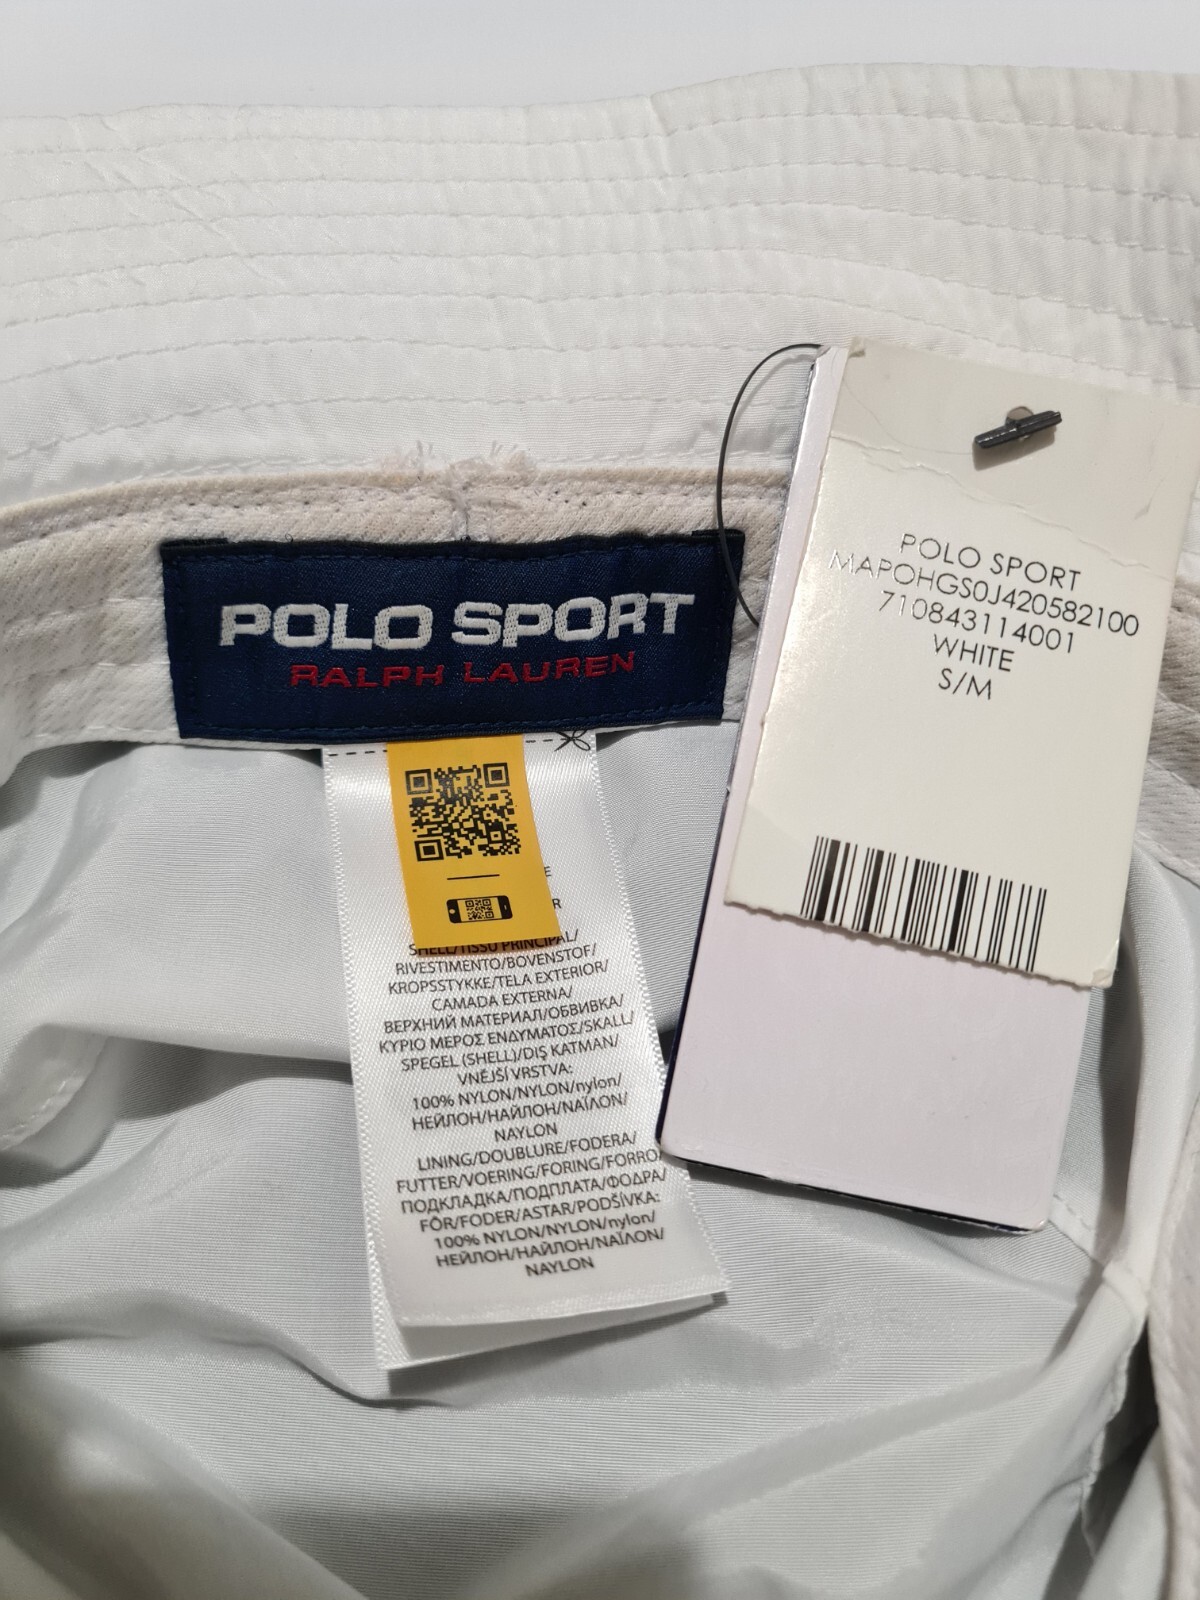 POLO SPORT
RALPH LAUREN
POLO SPORT
MAPOHGS0J420582100
710843114001
WHITE
S/M
E
R
SHELL/TISSU PRINCIPAL/
RIVESTIMENTO/BOVENSTOF/
KROPSSTYKKE/TELA EXTERIOR/
CAMADA EXTERNA/
ВЕРХНИЙ МАТЕРИАЛ/ОБВИВКА/
ΚΥΡΙΟ ΜΕΡΟΣ ΕΝΔΥΜΑΤΟΣ/SKALL/
SPEGEL (SHELL)/DIŞ KATMAN/
VNĚJŠÍ VRSTVA:
100% NYLON/NYLON/nylon/
НЕЙЛОН/НАЙЛОН/ΝΑΪΛΟΝ/
NAYLON
LINING/DOUBLURE/FODERA/
FUTTER/VOERING/FORING/FORRO/
ПОДКЛАДКА/ПОДПЛАТА/ΦΟΔΡΑ/
FÔR/FODER/ASTAR/PODŠÍVKA:
100% NYLON/NYLON/nylon/
НЕЙЛОН/НАЙЛОН/ΝΑΪΛΟΝ/
NAYLON